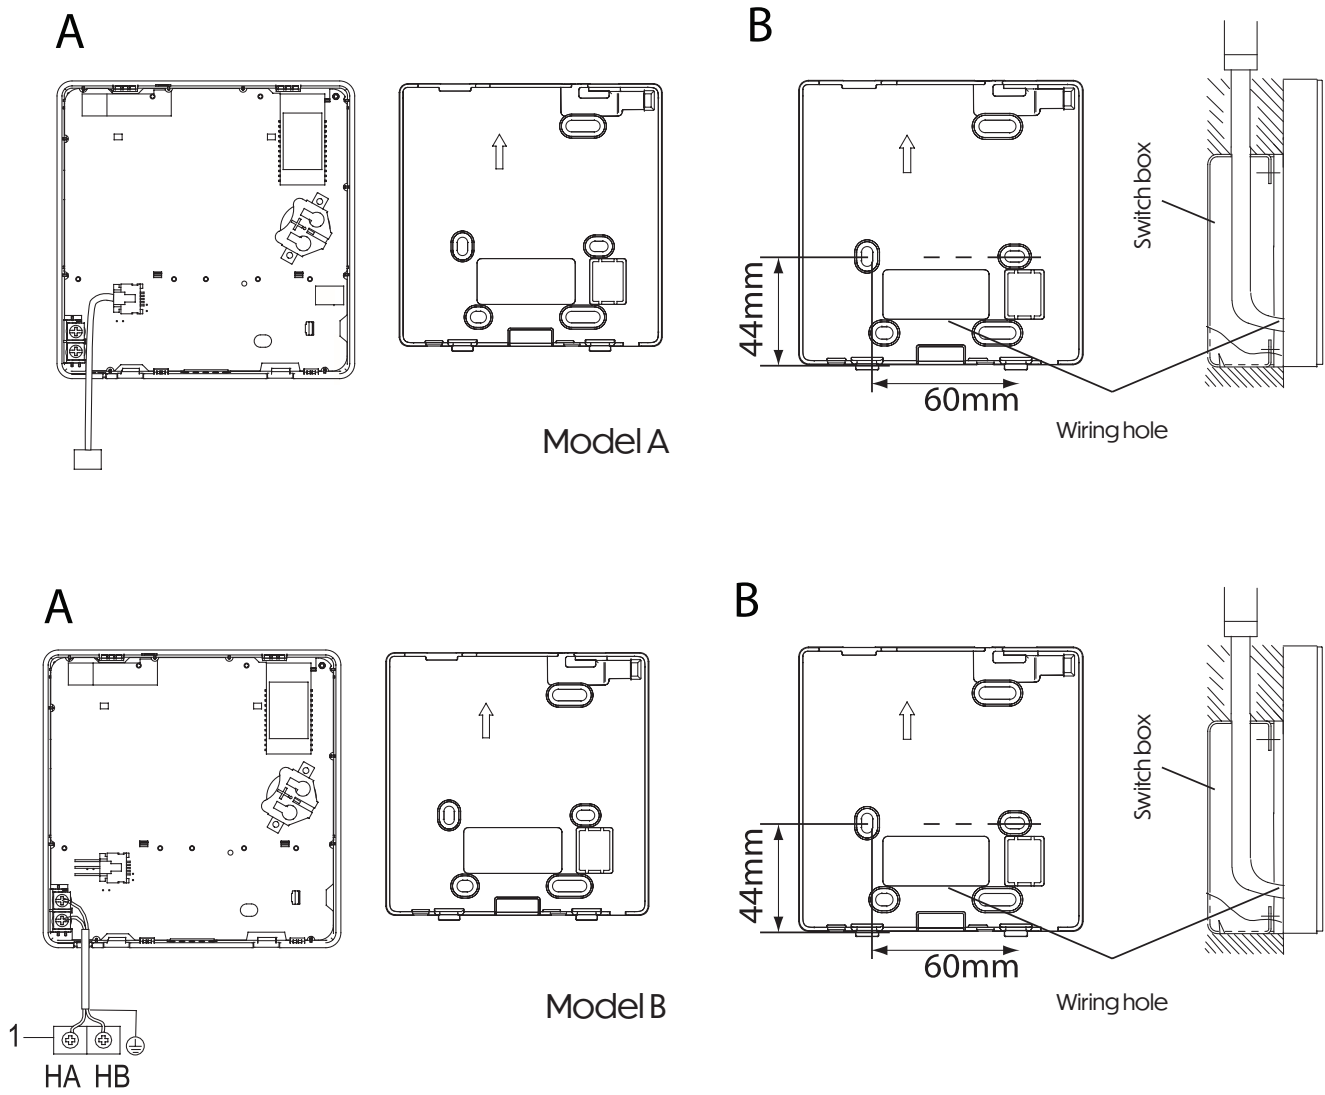 A
B
Switch box
44mm
60mm
Wiring hole
Model A
A
B
Switch box
44mm
60mm
Wiring hole
Model B
1
HA HB